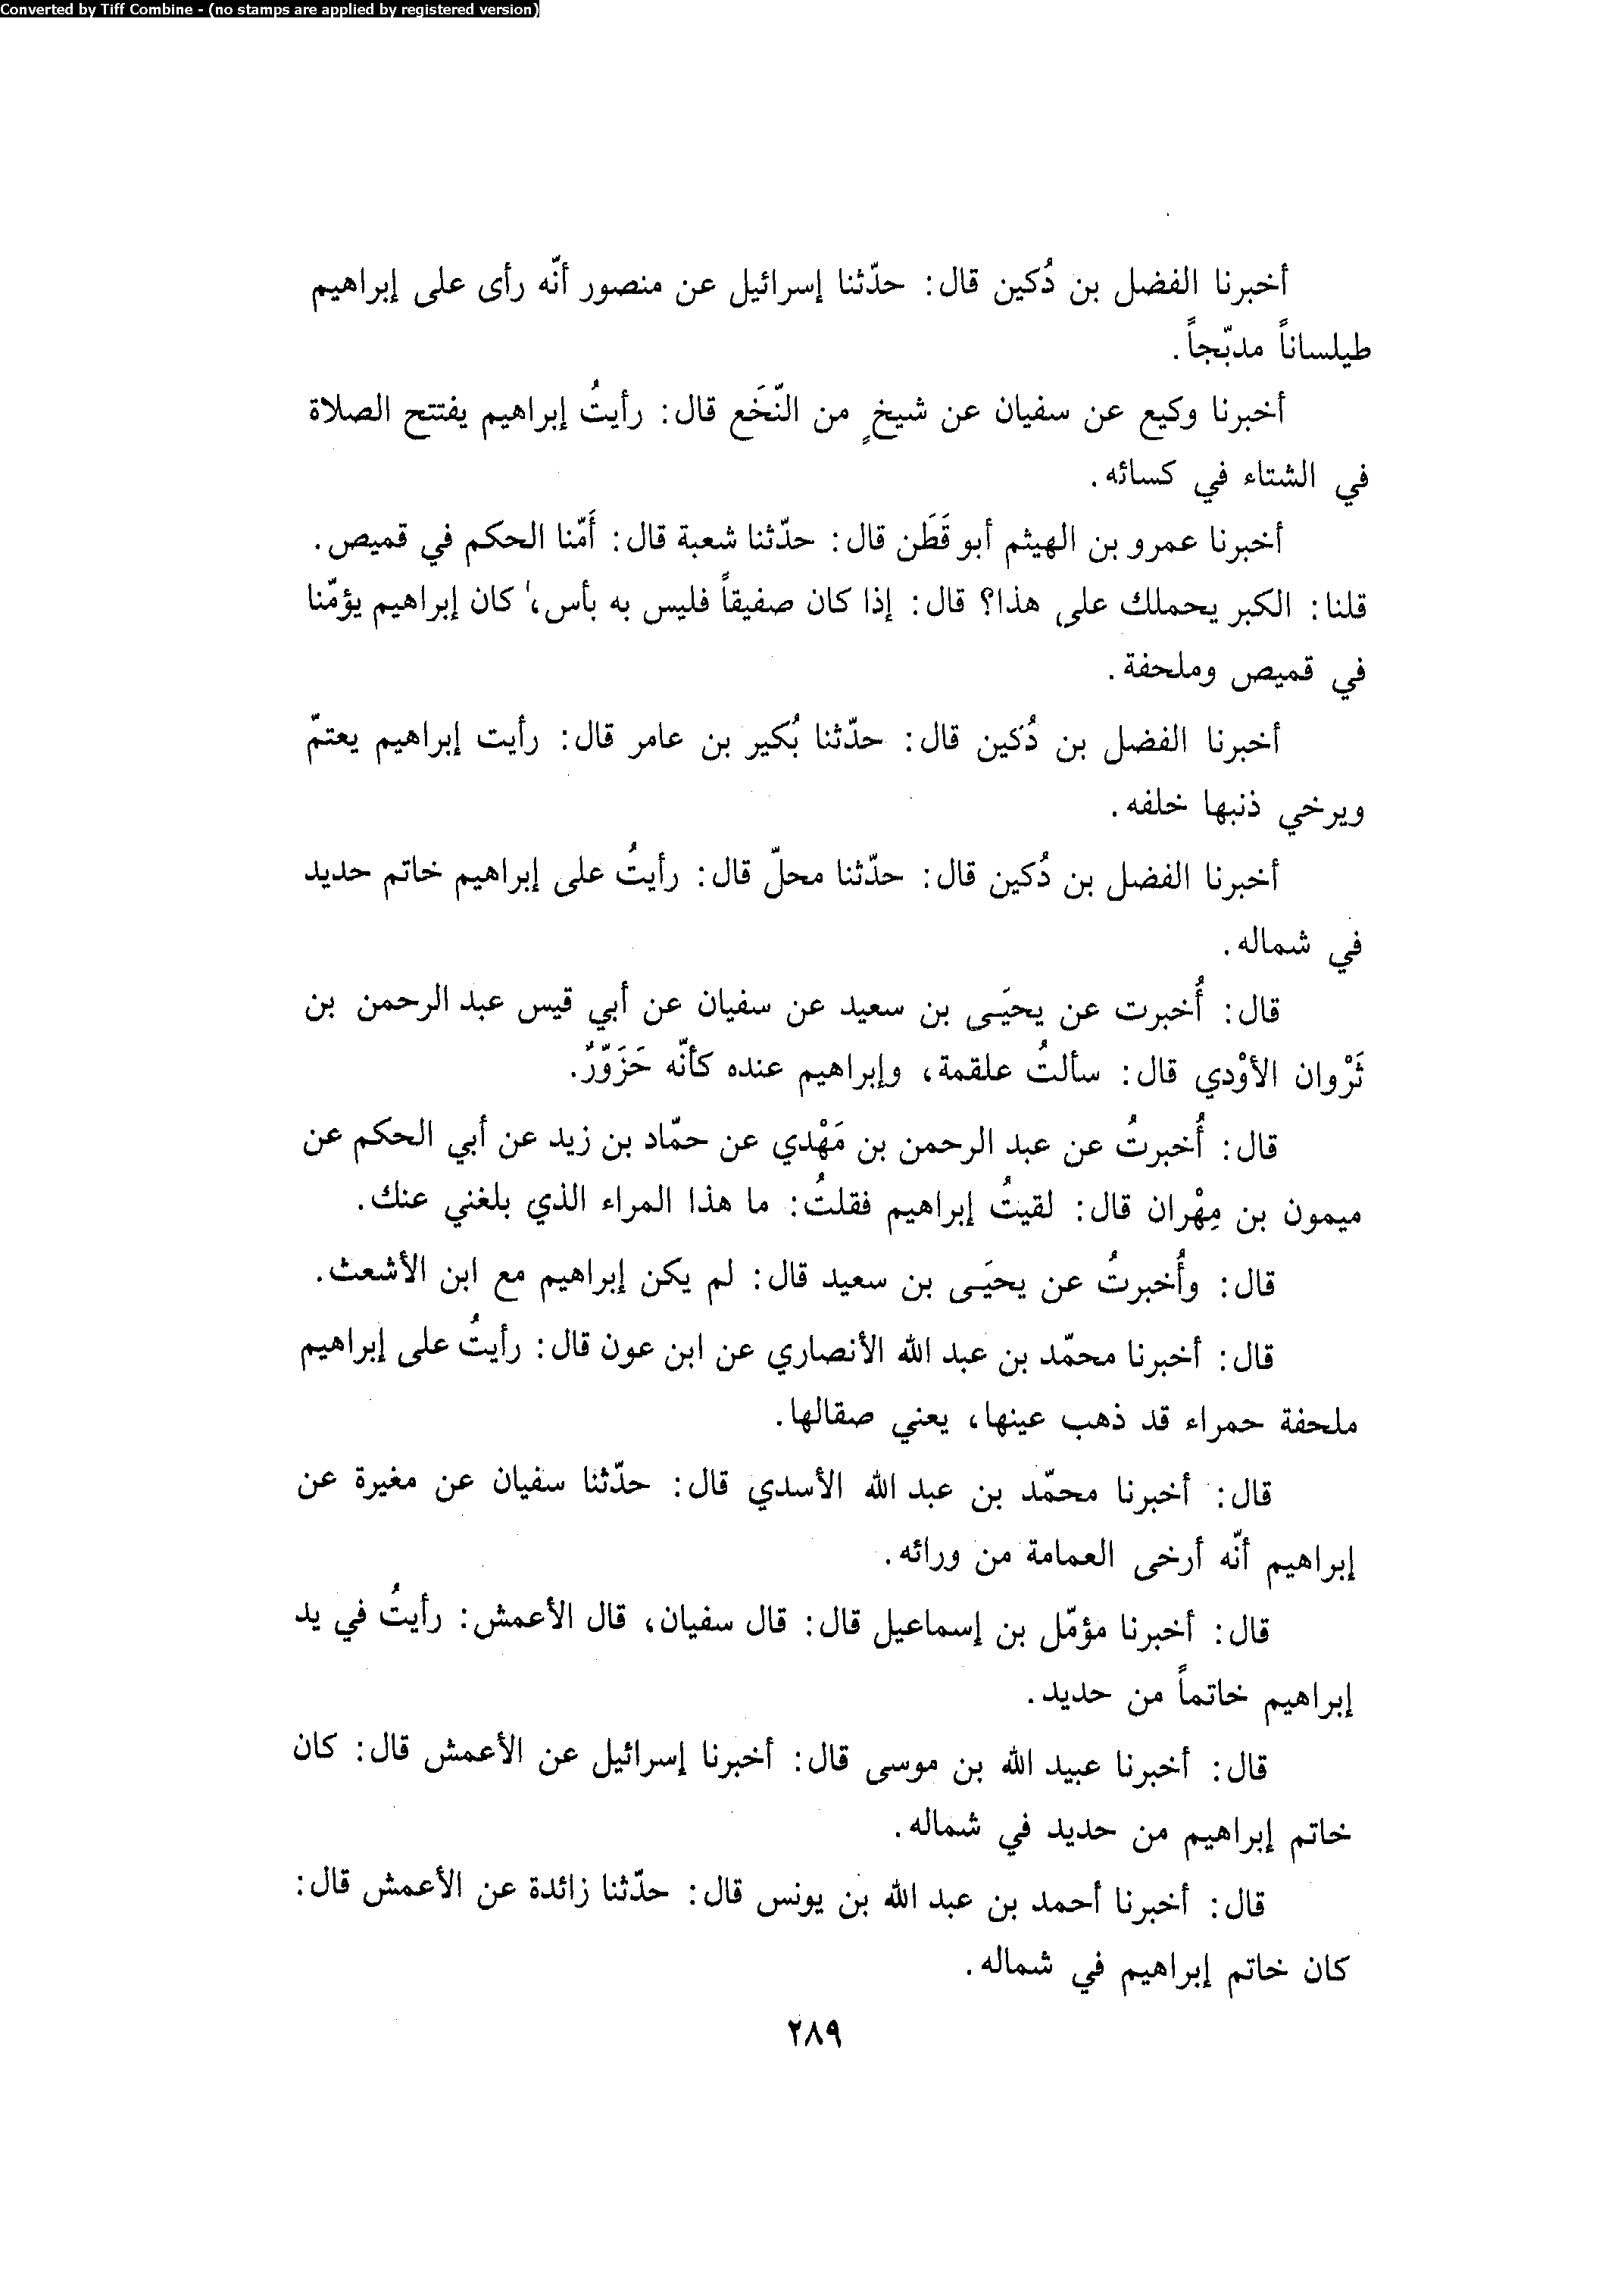 Converted by Tiff Combine - (no stamps are applied by registered version)
أخبرنا الفضل بن دُكين قال: حدّثنا إسرائيل عن منصور أنّه رأى على إبراهيم
طيلساناً مدبّجاً.
أخبرنا وكيع عن سفيان عن شيخٍ من النّخَع قال: رأيتُ إبراهيم يفتتح الصلاة
في الشتاء في كسائه.
أخبرنا عمرو بن الهيثم أبو قَطَن قال: حدّثنا شعبة قال: أَمّنا الحكم في قميص.
قلنا: الكبر يحملك على هذا؟ قال: إذا كان صفيقاً فليس به بأس، كان إبراهيم يؤمّنا
في قميص وملحفة.
أخبرنا الفضل بن دُكين قال: حدّثنا بُكير بن عامر قال: رأيت إبراهيم يعتمّ
ويرخي ذنبها خلفه.
أخبرنا الفضل بن دُكين قال: حدّثنا محلّ قال: رأيتُ على إبراهيم خاتم حديد
في شماله.
قال: أُخبرت عن يحيَى بن سعيد عن سفيان عن أبي قيس عبد الرحمن بن
ثَرْوان الأوْدي قال: سألتُ علقمة، وإبراهيم عنده كأنّه حَزَوّرٌ.
قال: أُخبرتُ عن عبد الرحمن بن مَهْدي عن حمّاد بن زيد عن أبي الحكم عن
ميمون بن مِهْران قال: لقيتُ إبراهيم فقلتُ: ما هذا المراء الذي بلغني عنك.
قال: وأُخبرتُ عن يحيَى بن سعيد قال: لم يكن إبراهيم مع ابن الأشعث.
قال: أخبرنا محمّد بن عبد الله الأنصاري عن ابن عون قال: رأيتُ على إبراهيم
ملحفة حمراء قد ذهب عينها، يعني صقالها.
قال: أخبرنا محمّد بن عبد الله الأسدي قال: حدّثنا سفيان عن مغيرة عن
إبراهيم أنّه أرخى العمامة من ورائه.
قال: أخبرنا مؤمّل بن إسماعيل قال: قال سفيان، قال الأعمش: رأيتُ في يد
إبراهيم خاتماً من حديد.
قال: أخبرنا عبيد الله بن موسى قال: أخبرنا إسرائيل عن الأعمش قال: كان
خاتم إبراهيم من حديد في شماله.
قال: أخبرنا أحمد بن عبد الله بن يونس قال: حدّثنا زائدة عن الأعمش قال:
كان خاتم إبراهيم في شماله.
٢٨٩